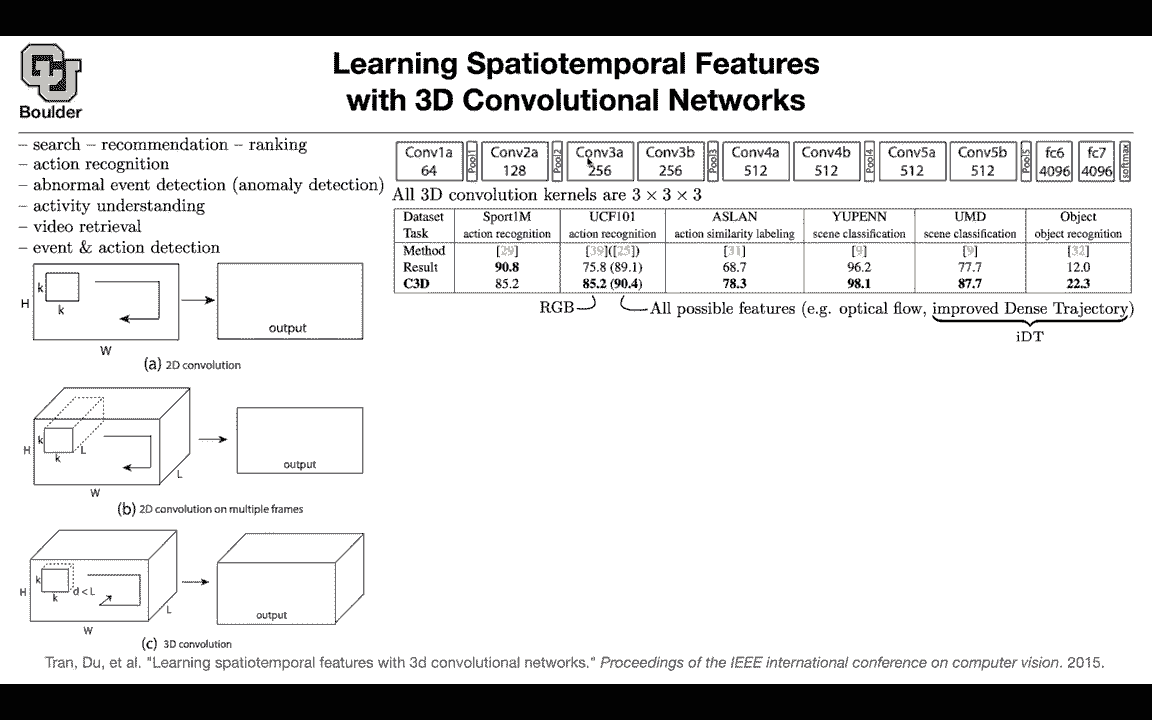 Boulder
Learning Spatiotemporal Features
with 3D Convolutional Networks
– search – recommendation – ranking
– action recognition
– abnormal event detection (anomaly detection)
– activity understanding
– video retrieval
– event & action detection
k
k
H
W
output
(a) 2D convolution
k
k
L
H
W
L
output
(b) 2D convolution on multiple frames
k
k
d < L
H
W
L
output
(c) 3D convolution
Conv1a 64 Pool1 Conv2a 128 Pool2 Conv3a 256 Conv3b 256 Pool3 Conv4a 512 Conv4b 512 Pool4 Conv5a 512 Conv5b 512 Pool5 fc6 4096 fc7 4096 softmax
All 3D convolution kernels are 3 × 3 × 3
Dataset Sport1M UCF101 ASLAN YUPENN UMD Object
Task action recognition action recognition action similarity labeling scene classification scene classification object recognition
Method [29] [39]([25]) [31] [9] [9] [32]
Result 90.8 75.8 (89.1) 68.7 96.2 77.7 12.0
C3D 85.2 85.2 (90.4) 78.3 98.1 87.7 22.3
RGB All possible features (e.g. optical flow, improved Dense Trajectory)
iDT
Tran, Du, et al. "Learning spatiotemporal features with 3d convolutional networks." Proceedings of the IEEE international conference on computer vision. 2015.